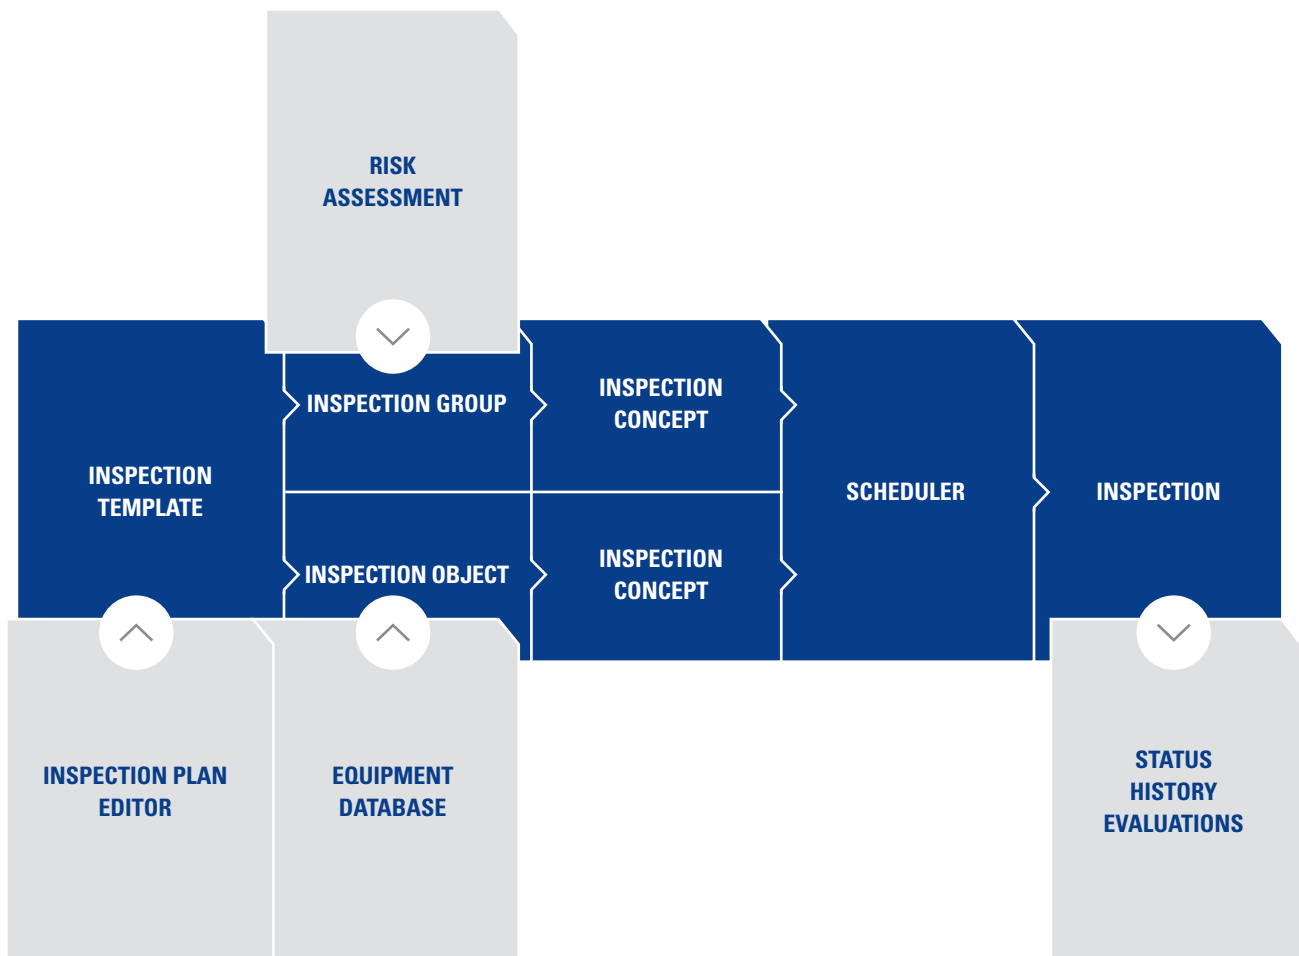 RISK
ASSESSMENT
INSPECTION
TEMPLATE
INSPECTION GROUP
INSPECTION
CONCEPT
INSPECTION OBJECT
INSPECTION
CONCEPT
SCHEDULER
INSPECTION
INSPECTION PLAN
EDITOR
EQUIPMENT
DATABASE
STATUS
HISTORY
EVALUATIONS